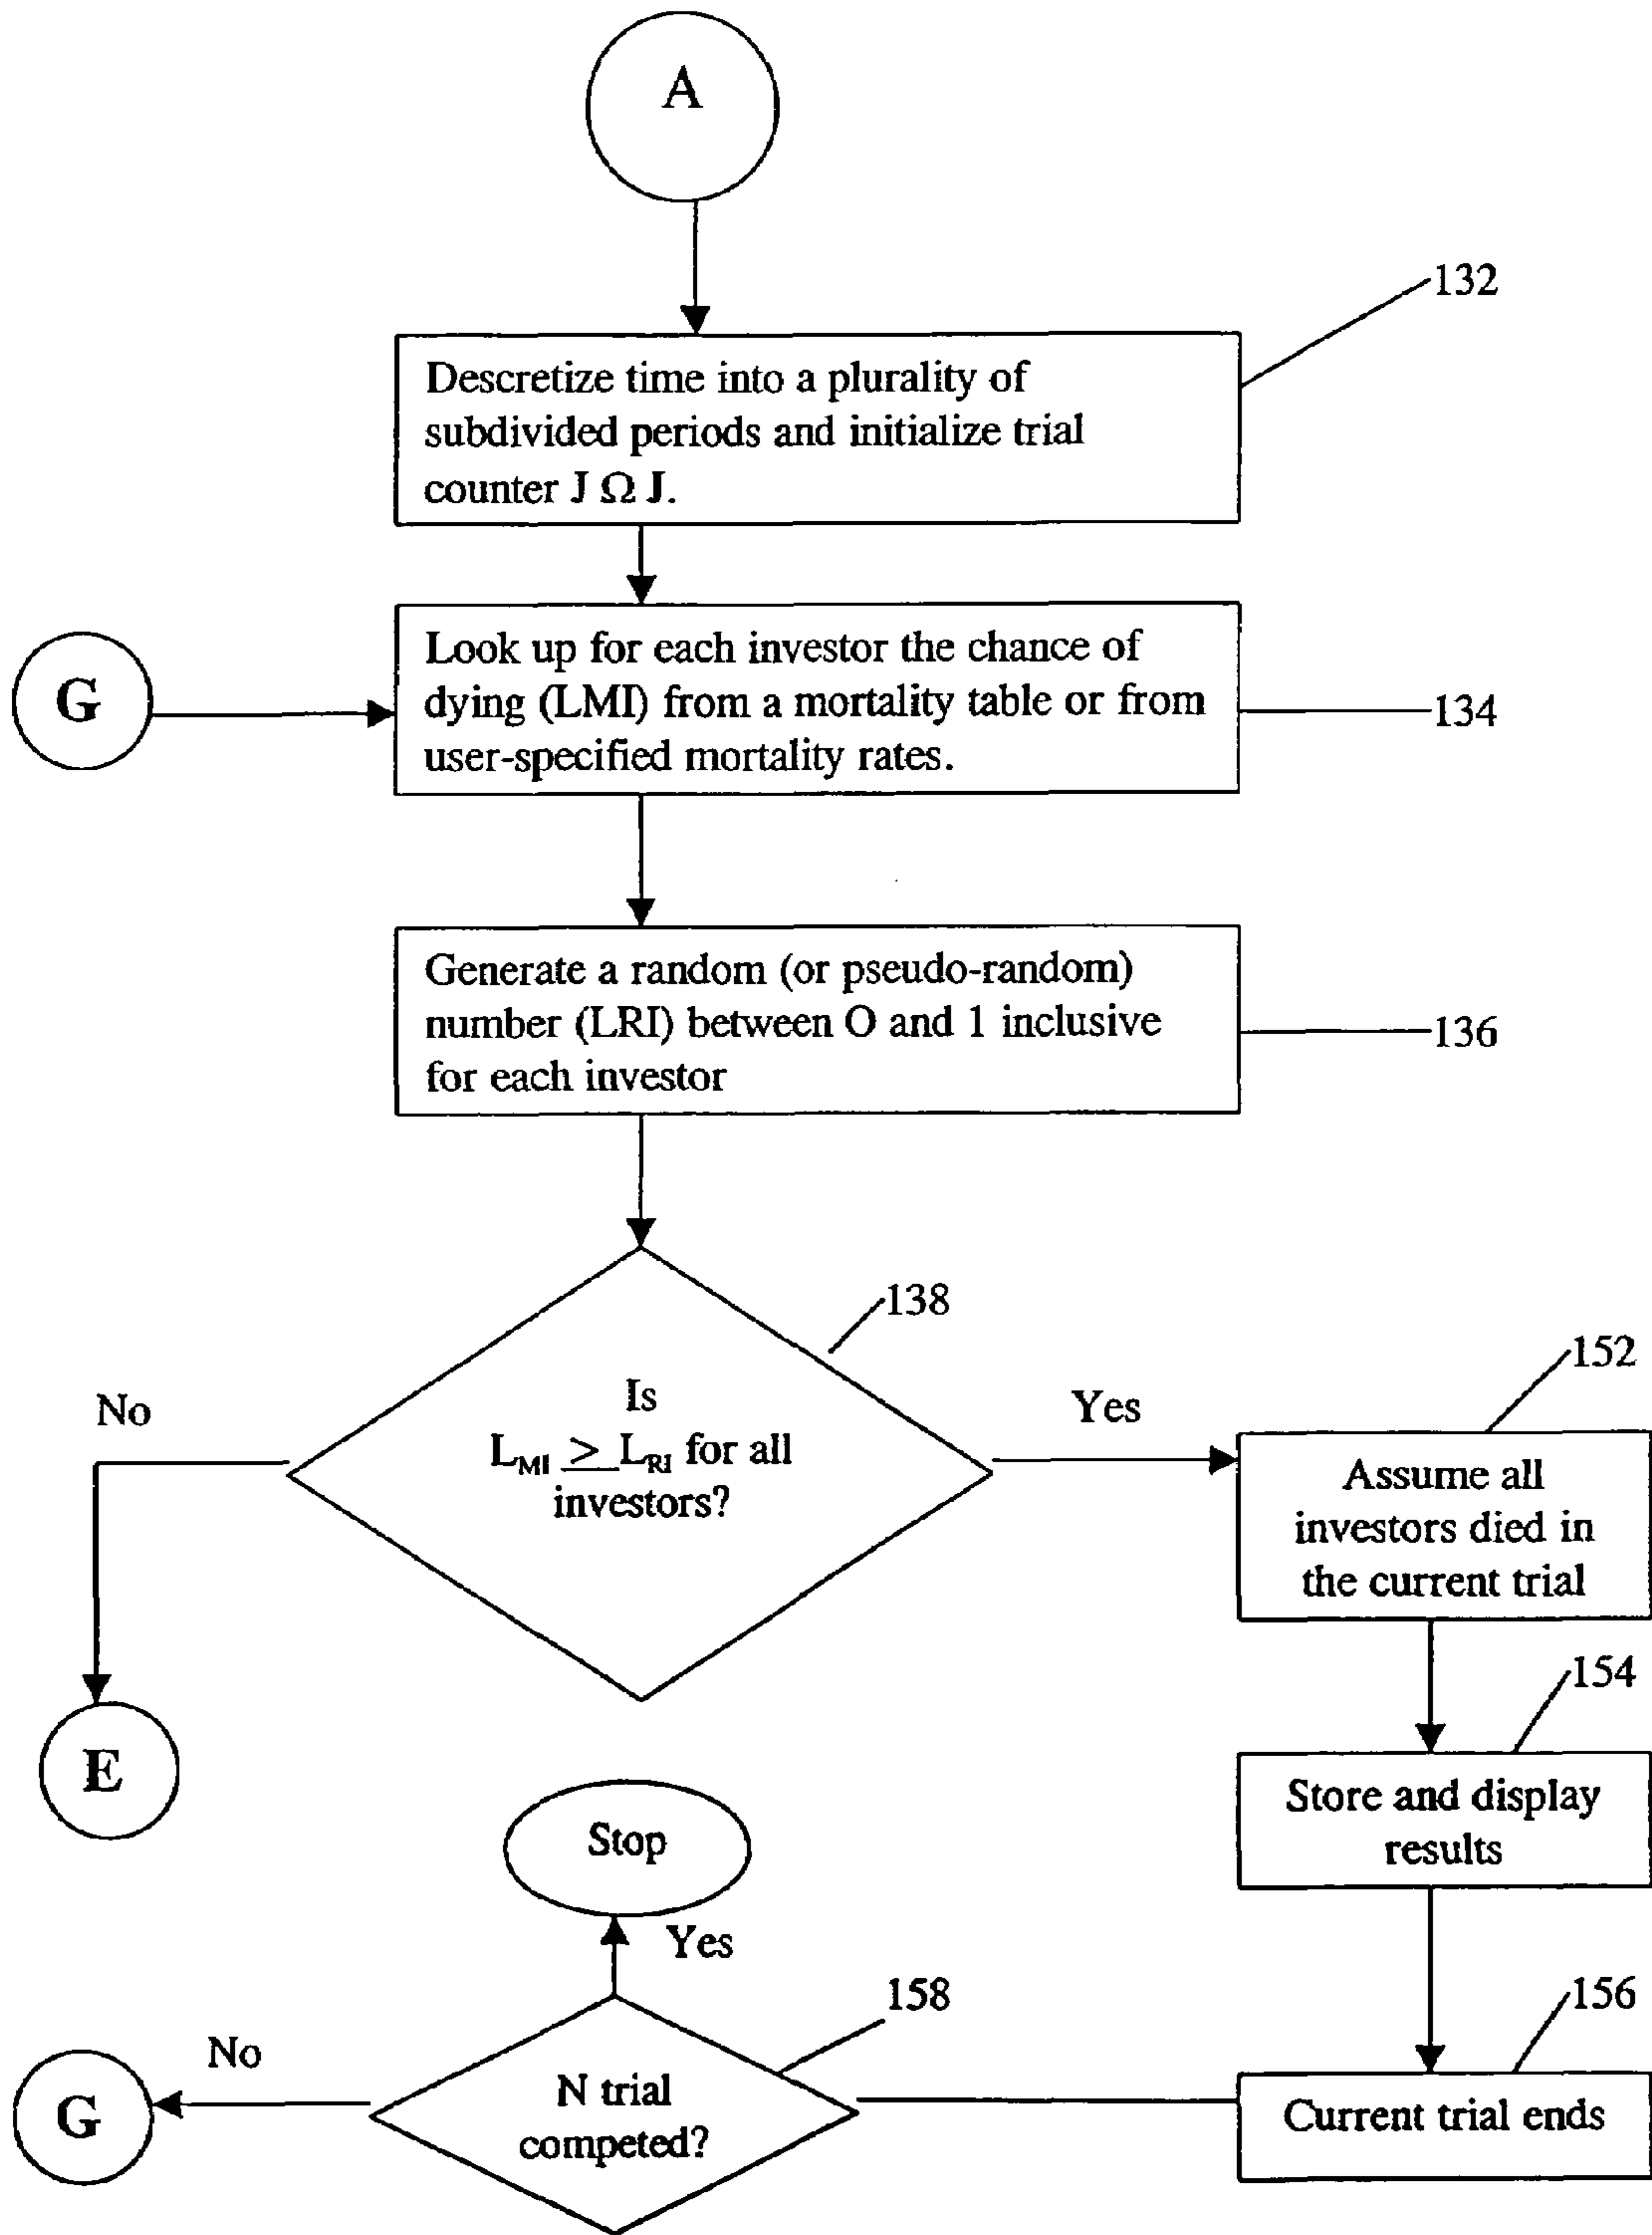 A
132
Descretize time into a plurality of
subdivided periods and initialize trial
counter J Ω J.
G
Look up for each investor the chance of
dying (LMI) from a mortality table or from
user-specified mortality rates.
134
Generate a random (or pseudo-random)
number (LRI) between O and 1 inclusive
for each investor
136
138
Is
L_MI ≥ L_RI for all
investors?
No
Yes
152
Assume all
investors died in
the current trial
E
154
Store and display
results
Stop
Yes
158
156
No
G
N trial
competed?
Current trial ends